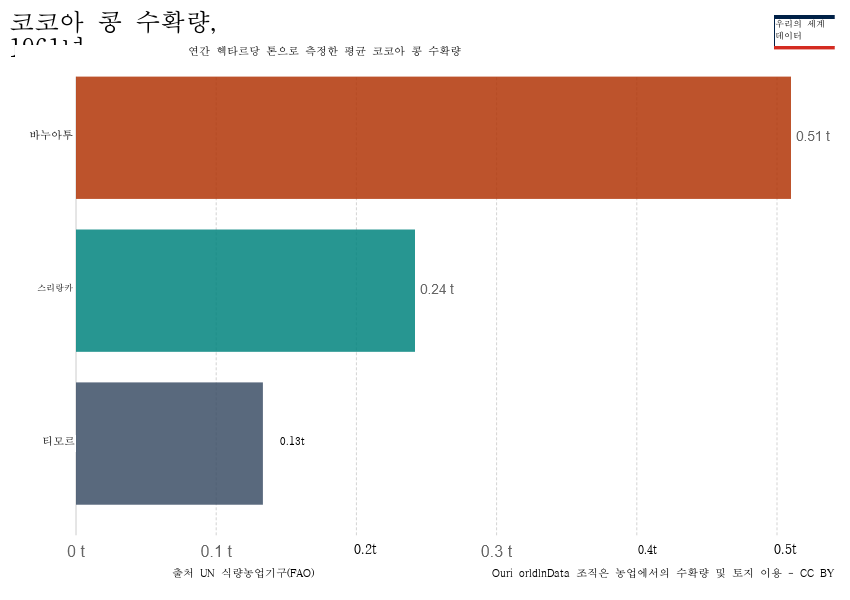 코코아 콩 수확량,
연간 헥타르당 톤으로 측정한 평균 코코아 콩 수확량
우리의 세계
데이터
바누아투
0.51 t
스리랑카
0.24 t
티모르
0.13t
0 t
0.1 t
0.2t
0.3 t
0.4t
0.5t
출처 UN 식량농업기구(FAO)
Ouri orldInData 조직은 농업에서의 수확량 및 토지 이용 - CC BY